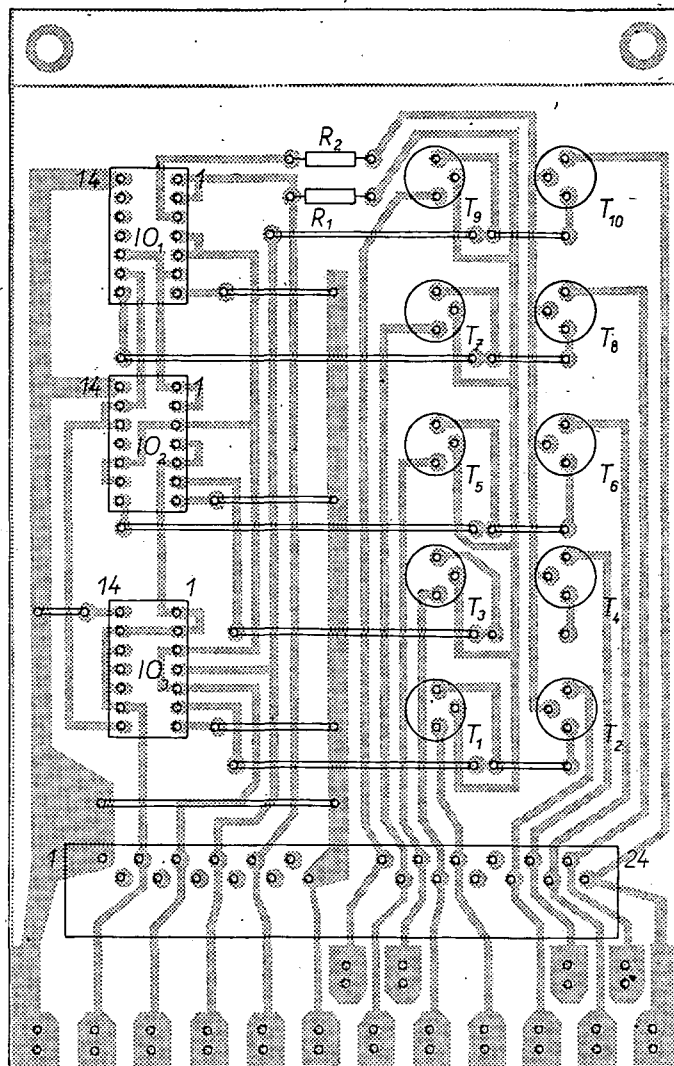 R₂
14 1
R₁
T₉
T₁₀
IO₁
T₇
T₈
14 1
IO₂
T₅
T₆
14 1
T₃
T₄
IO₃
T₁
T₂
1 24